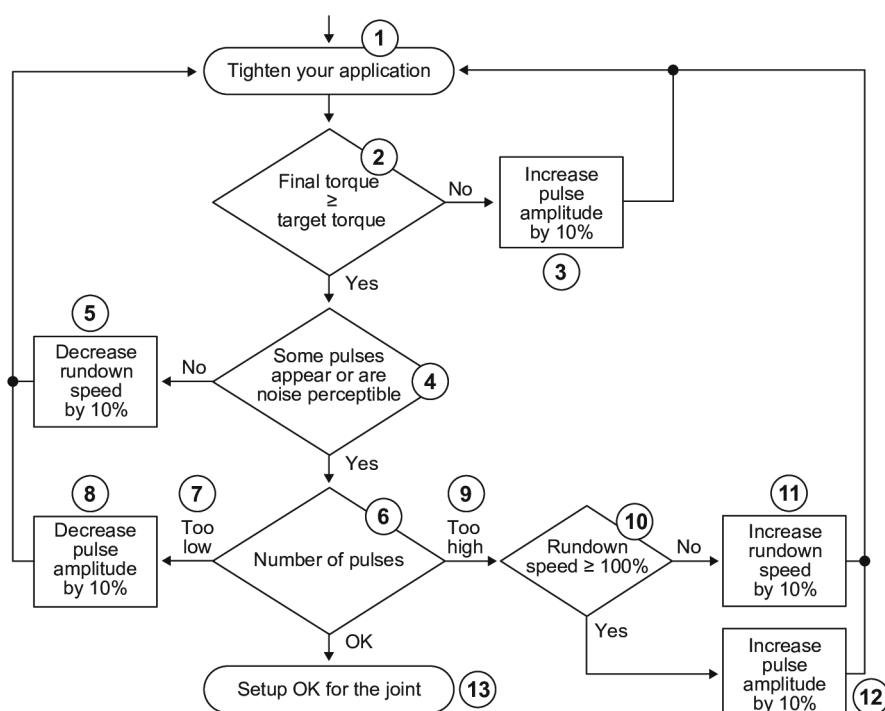 1
Tighten your application
2
Final torque
≥
target torque
No
Increase
pulse
amplitude
by 10%
3
Yes
5
Decrease
rundown
speed
by 10%
No
Some pulses
appear or are
noise perceptible
4
Yes
8
Decrease
pulse
amplitude
by 10%
7
Too
low
6
Number of pulses
9
Too
high
10
Rundown
speed ≥ 100%
No
11
Increase
rundown
speed
by 10%
Yes
Increase
pulse
amplitude
by 10%
12
OK
Setup OK for the joint
13